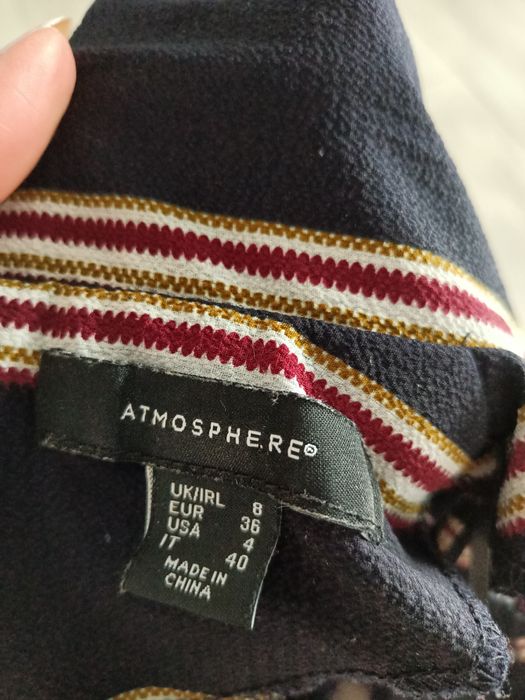 ATMOSPHERE®
UK/IRL 8
EUR 36
USA 4
IT 40
MADE IN
CHINA